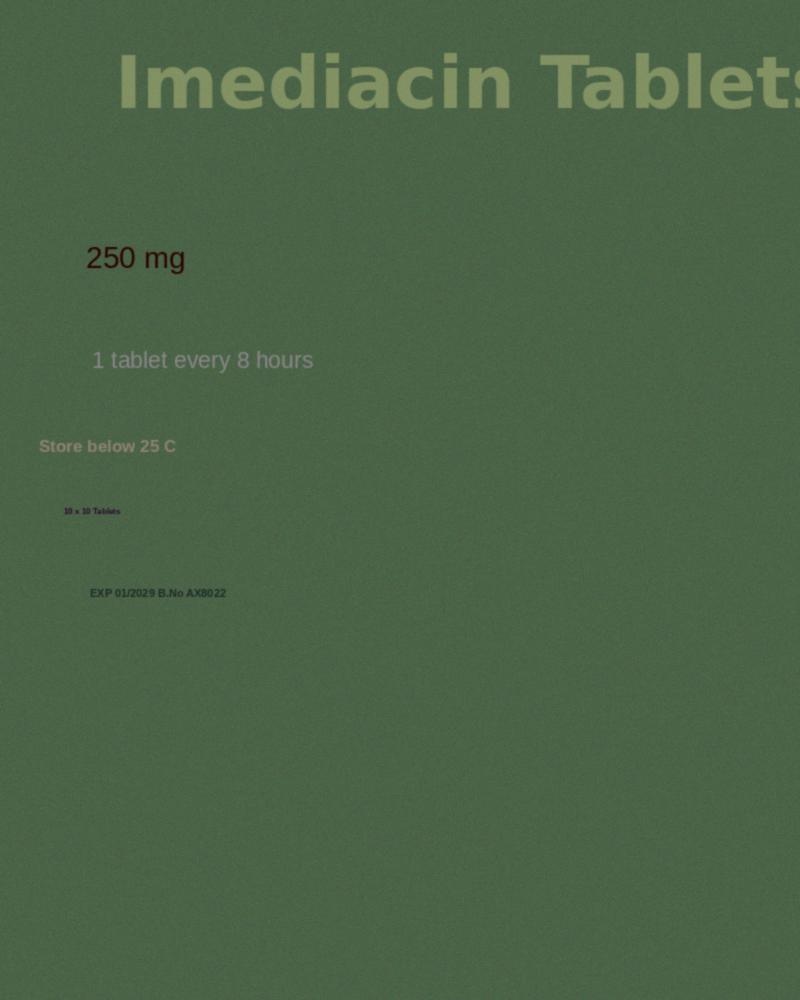 Imediacin Tablets
250 mg
1 tablet every 8 hours
Store below 25 C
10 x 10 Tablets
EXP 01/2029 B.No AX8022